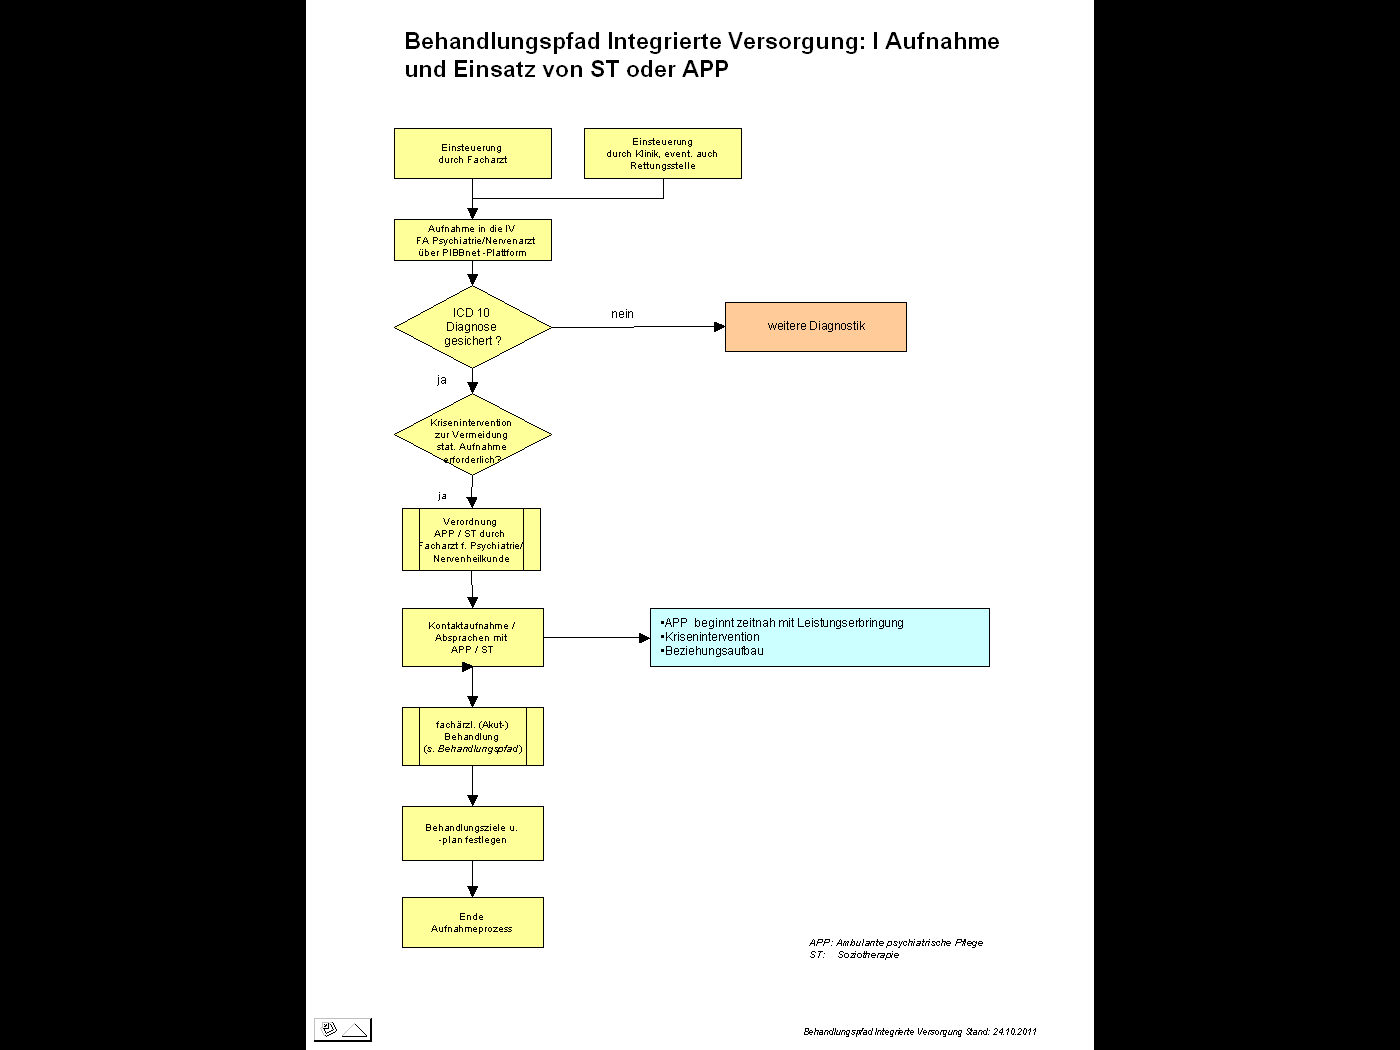 Behandlungspfad Integrierte Versorgung: I Aufnahme
und Einsatz von ST oder APP
Einsteuerung
durch Facharzt
Einsteuerung
durch Klinik, event. auch
Rettungsstelle
Aufnahme in die IV
FA Psychiatrie/Nervenarzt
über PIBBnet -Plattform
ICD 10
Diagnose
gesichert ?
nein
weitere Diagnostik
ja
Krisenintervention
zur Vermeidung
stat. Aufnahme
erforderlich?
ja
Verordnung
APP / ST durch
Facharzt f. Psychiatrie/
Nervenheilkunde
Kontaktaufnahme /
Absprachen mit
APP / ST
•APP beginnt zeitnah mit Leistungserbringung
•Krisenintervention
•Beziehungsaufbau
fachärzl. (Akut-)
Behandlung
(s. Behandlungspfad)
Behandlungsziele u.
-plan festlegen
Ende
Aufnahmeprozess
APP: Ambulante psychiatrische Pflege
ST: Soziotherapie
Behandlungspfad Integrierte Versorgung Stand: 24.10.2011